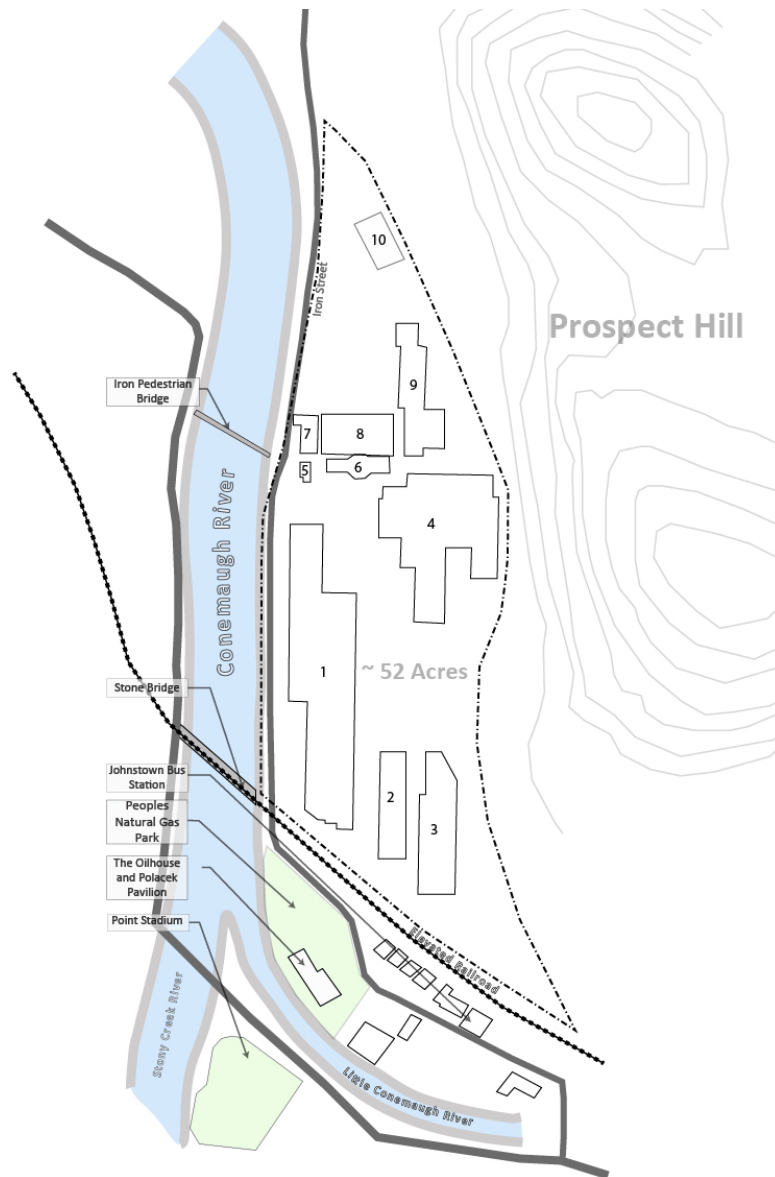 10
Iron Street
Prospect Hill
Iron Pedestrian
Bridge
9
7
8
5
6
4
Conemaugh River
1
~ 52 Acres
Stone Bridge
Johnstown Bus
Station
2
3
Peoples
Natural Gas
Park
The Oilhouse
and Polacek
Pavilion
Point Stadium
Elevated Railroad
Stony Creek River
Little Conemaugh River